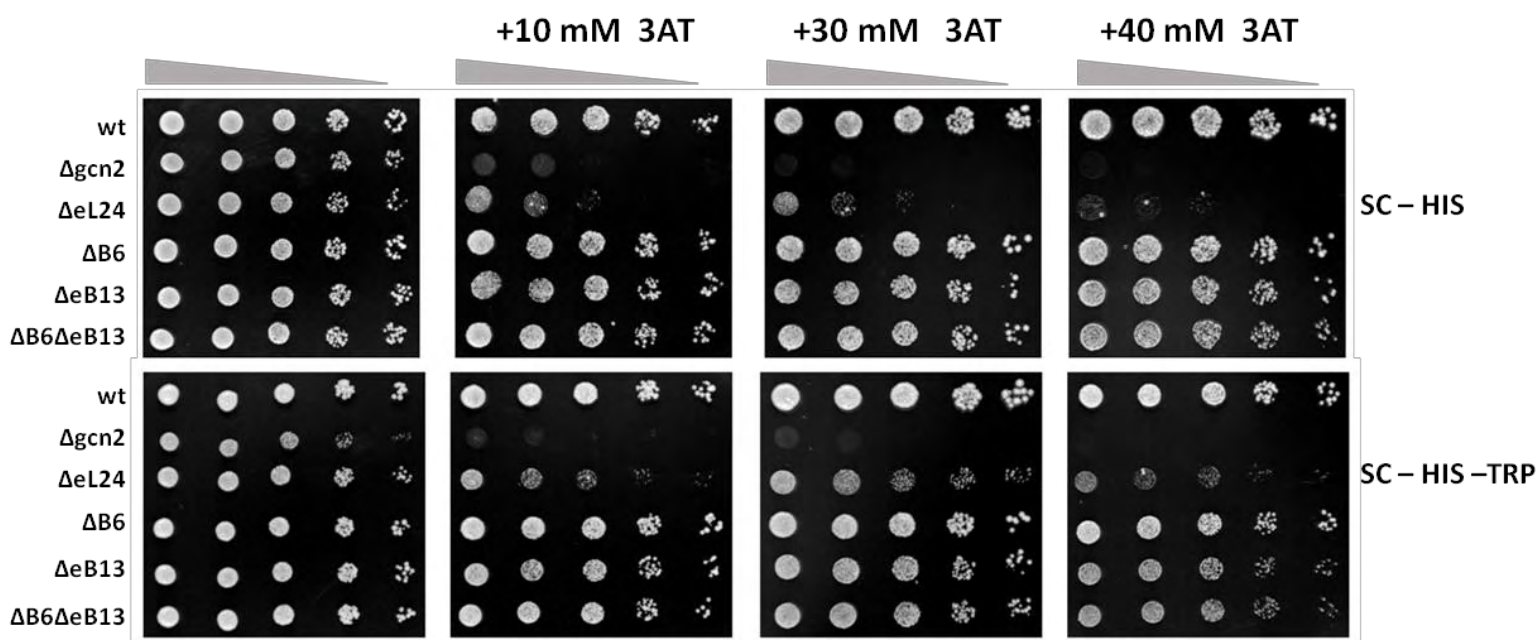 +10 mM 3AT +30 mM 3AT +40 mM 3AT
wt
Δgcn2
ΔeL24
ΔB6
ΔeB13
ΔB6ΔeB13
SC – HIS
wt
Δgcn2
ΔeL24
ΔB6
ΔeB13
ΔB6ΔeB13
SC – HIS –TRP